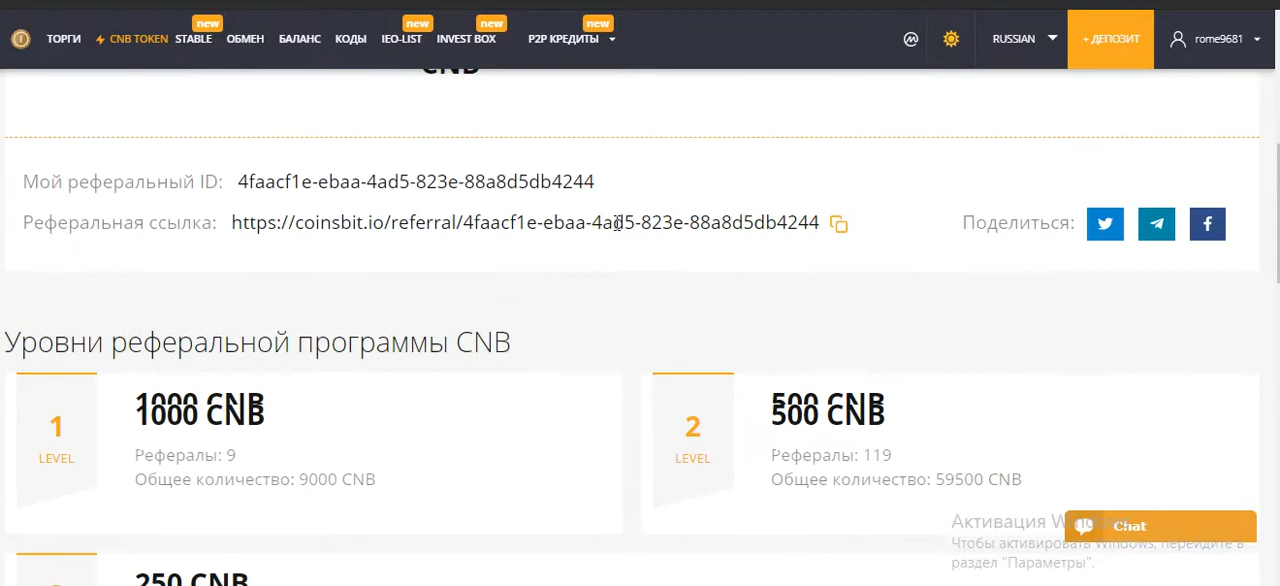 new new new new
ТОРГИ CNB TOKEN STABLE ОБМЕН БАЛАНС КОДЫ IEO-LIST INVEST BOX P2P КРЕДИТЫ RUSSIAN + ДЕПОЗИТ rome9681
CNB
Мой реферальный ID: 4faacf1e-ebaa-4ad5-823e-88a8d5db4244
Реферальная ссылка: https://coinsbit.io/referral/4faacf1e-ebaa-4ad5-823e-88a8d5db4244 Поделиться:
Уровни реферальной программы CNB
1 LEVEL
1000 CNB
Рефералы: 9
Общее количество: 9000 CNB
2 LEVEL
500 CNB
Рефералы: 119
Общее количество: 59500 CNB
250 CNB
Chat
Активация Windows
Чтобы активировать Windows, перейдите в
раздел "Параметры".